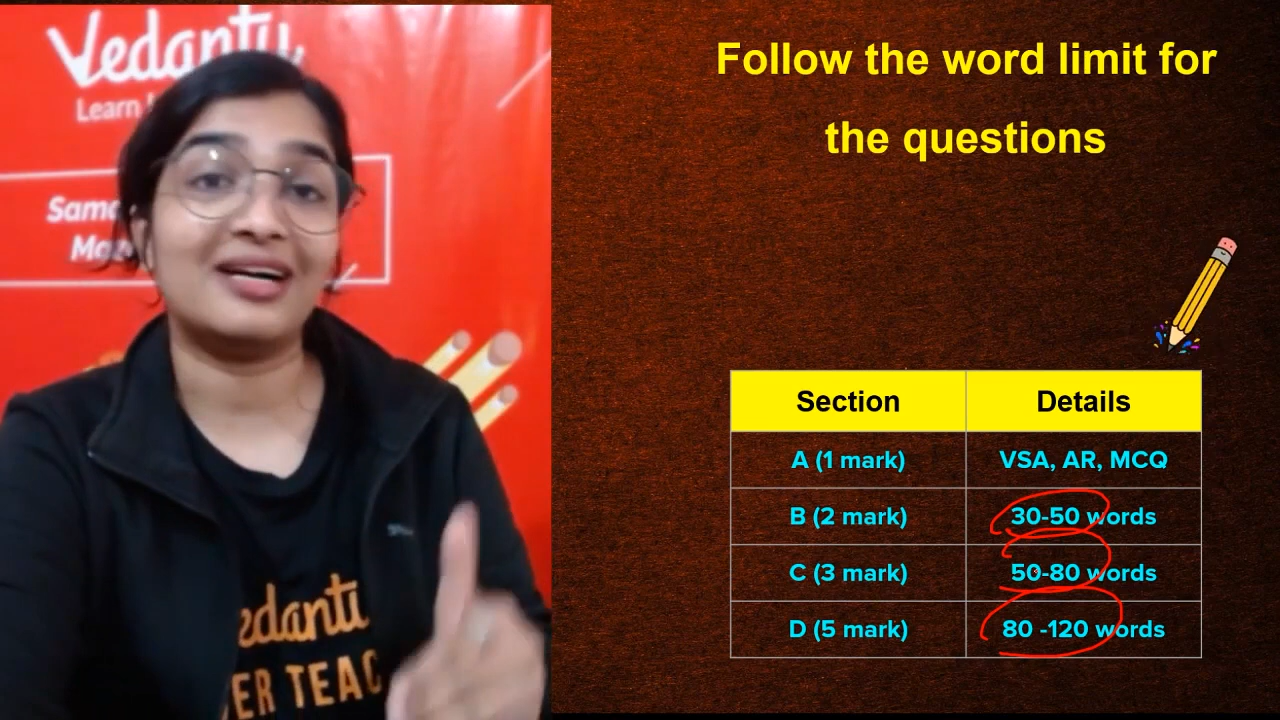 Vedantu
Learn
Follow the word limit for
the questions
Section Details
A (1 mark) VSA, AR, MCQ
B (2 mark) 30-50 words
C (3 mark) 50-80 words
D (5 mark) 80 -120 words